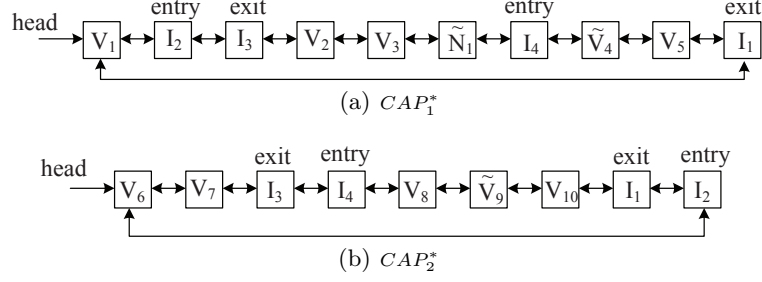 entry exit entry exit
head V₁ I₂ I₃ V₂ V₃ Ñ₁ I₄ Ṽ₄ V₅ I₁
(a) CAP₁*
exit entry exit entry
head V₆ V₇ I₃ I₄ V₈ Ṽ₉ V₁₀ I₁ I₂
(b) CAP₂*